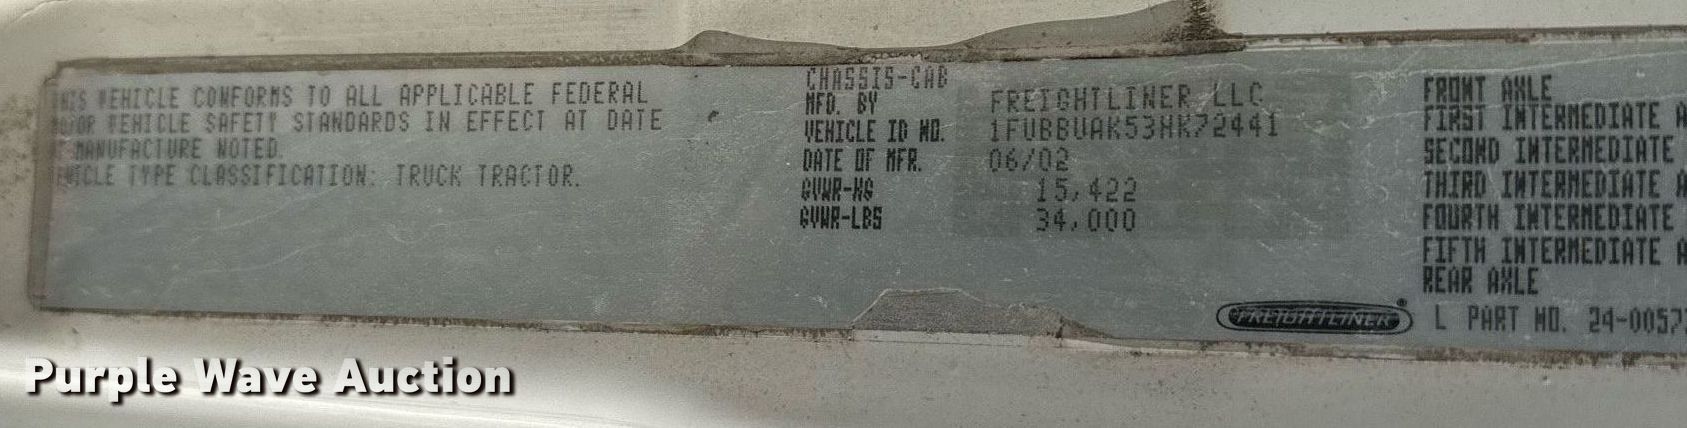 THIS VEHICLE CONFORMS TO ALL APPLICABLE FEDERAL
MOTOR VEHICLE SAFETY STANDARDS IN EFFECT AT DATE
OF MANUFACTURE NOTED.
VEHICLE TYPE CLASSIFICATION: TRUCK TRACTOR.
CHASSIS-CAB
MFD. BY FREIGHTLINER LLC
VEHICLE ID NO. 1FUBBUAK53HK72441
DATE OF MFR. 06/02
GVWR-KG 15,422
GVWR-LBS 34,000
FRONT AXLE
FIRST INTERMEDIATE A
SECOND INTERMEDIATE
THIRD INTERMEDIATE A
FOURTH INTERMEDIATE
FIFTH INTERMEDIATE A
REAR AXLE
FREIGHTLINER ® L PART NO. 24-0057
Purple Wave Auction